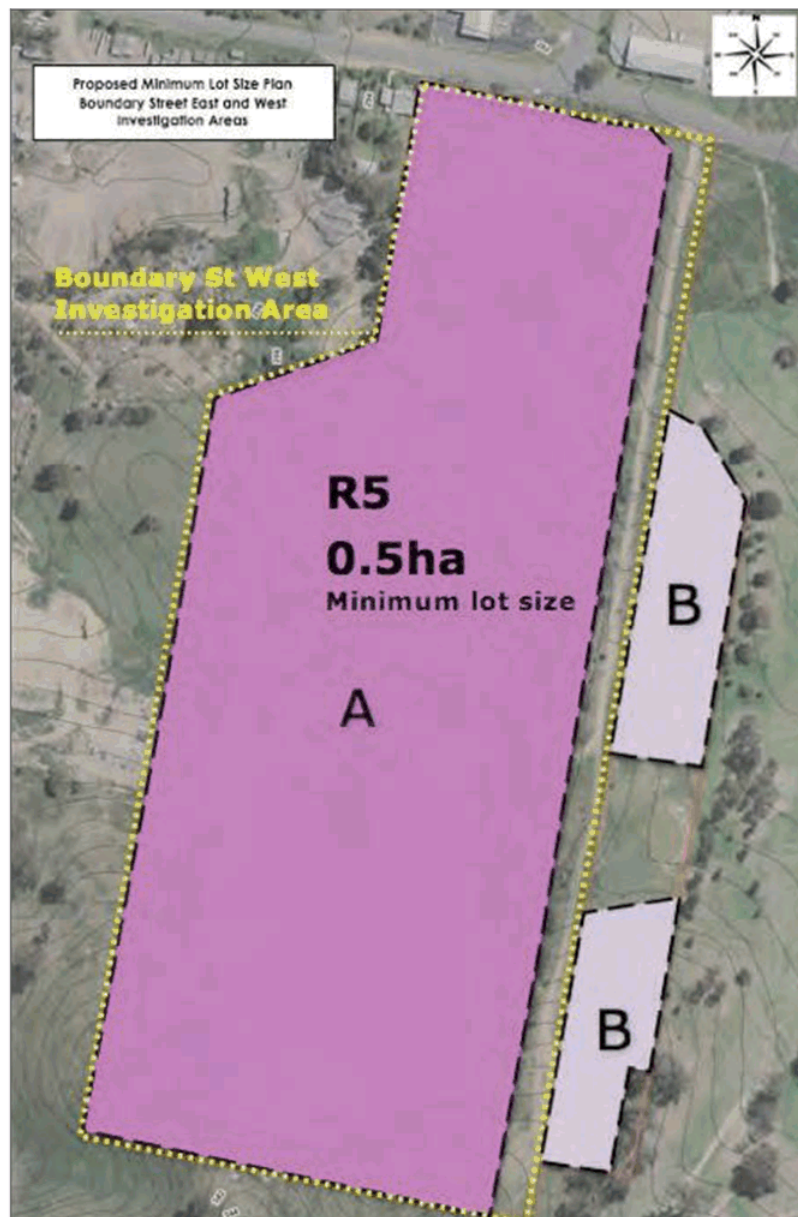 N
Proposed Minimum Lot Size Plan
Boundary Street East and West
Investigation Areas
Boundary St West
Investigation Area
R5
0.5ha
Minimum lot size
A
B
B